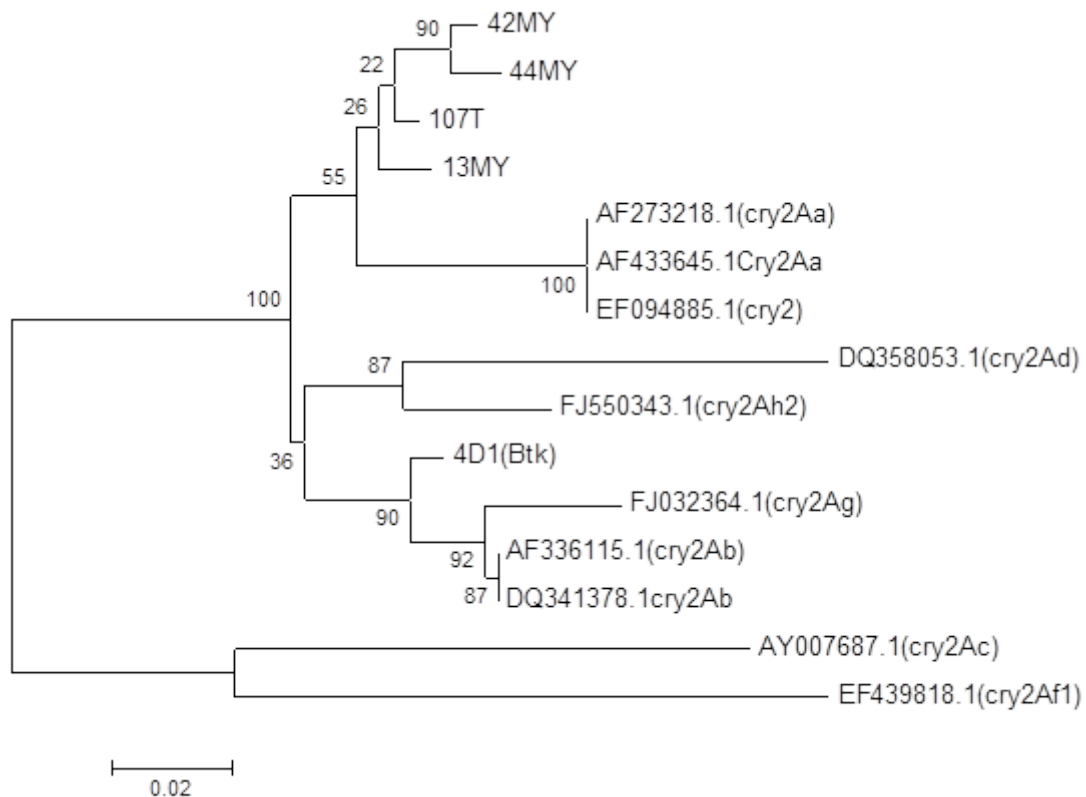 90
42MY
44MY
22
107T
26
13MY
55
AF273218.1(cry2Aa)
AF433645.1Cry2Aa
100
EF094885.1(cry2)
100
DQ358053.1(cry2Ad)
87
FJ550343.1(cry2Ah2)
4D1(Btk)
36
FJ032364.1(cry2Ag)
90
AF336115.1(cry2Ab)
92
DQ341378.1cry2Ab
87
AY007687.1(cry2Ac)
EF439818.1(cry2Af1)
0.02